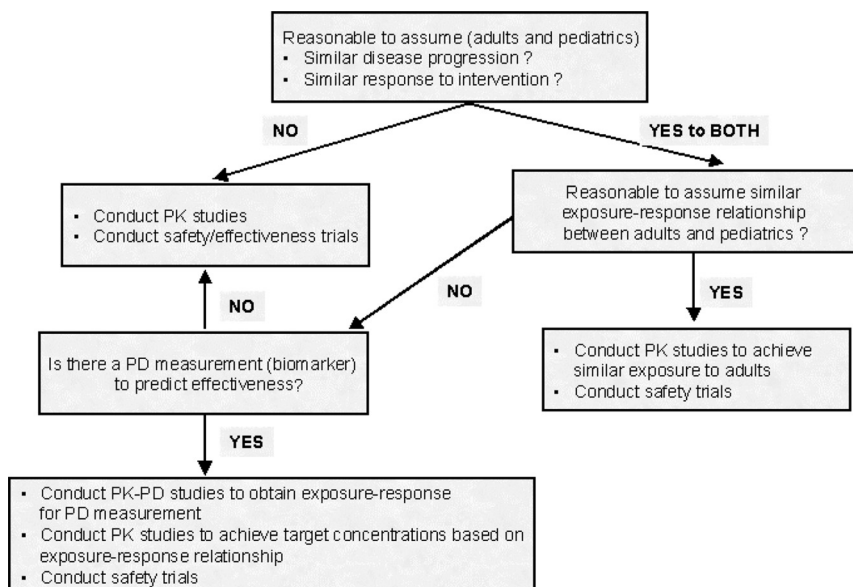 Reasonable to assume (adults and pediatrics)
▪ Similar disease progression ?
▪ Similar response to intervention ?
NO
YES to BOTH
▪ Conduct PK studies
▪ Conduct safety/effectiveness trials
Reasonable to assume similar
exposure-response relationship
between adults and pediatrics ?
NO
NO
YES
Is there a PD measurement (biomarker)
to predict effectiveness?
▪ Conduct PK studies to achieve
similar exposure to adults
▪ Conduct safety trials
YES
▪ Conduct PK-PD studies to obtain exposure-response
for PD measurement
▪ Conduct PK studies to achieve target concentrations based on
exposure-response relationship
▪ Conduct safety trials